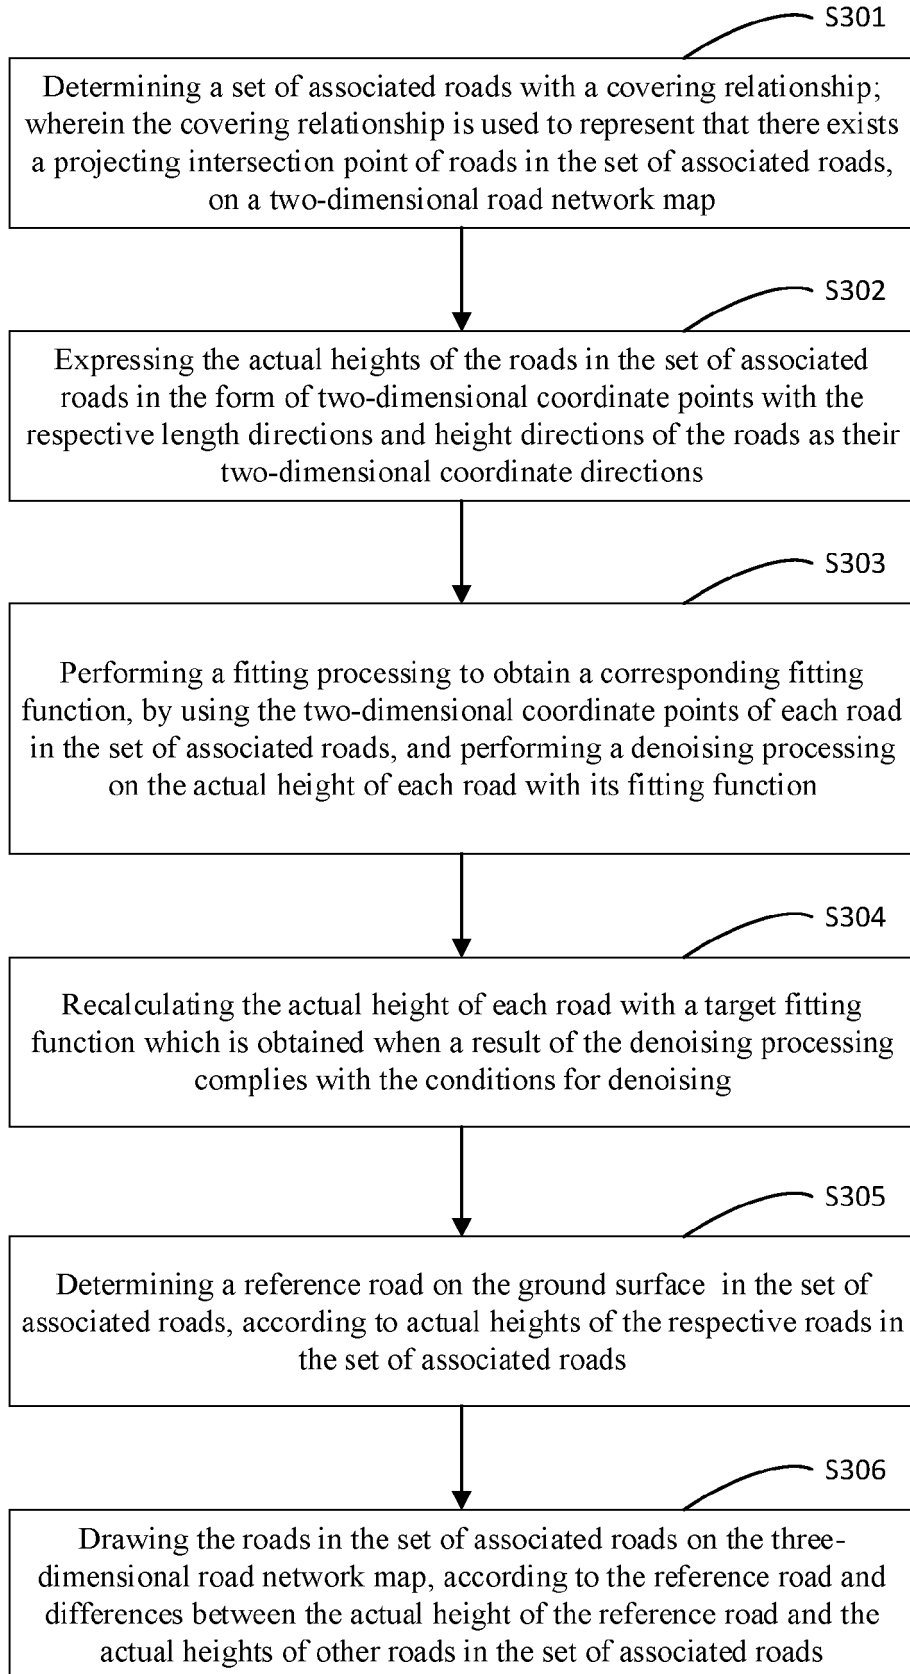 S301
Determining a set of associated roads with a covering relationship;
wherein the covering relationship is used to represent that there exists
a projecting intersection point of roads in the set of associated roads,
on a two-dimensional road network map
S302
Expressing the actual heights of the roads in the set of associated
roads in the form of two-dimensional coordinate points with the
respective length directions and height directions of the roads as their
two-dimensional coordinate directions
S303
Performing a fitting processing to obtain a corresponding fitting
function, by using the two-dimensional coordinate points of each road
in the set of associated roads, and performing a denoising processing
on the actual height of each road with its fitting function
S304
Recalculating the actual height of each road with a target fitting
function which is obtained when a result of the denoising processing
complies with the conditions for denoising
S305
Determining a reference road on the ground surface in the set of
associated roads, according to actual heights of the respective roads in
the set of associated roads
S306
Drawing the roads in the set of associated roads on the three-
dimensional road network map, according to the reference road and
differences between the actual height of the reference road and the
actual heights of other roads in the set of associated roads